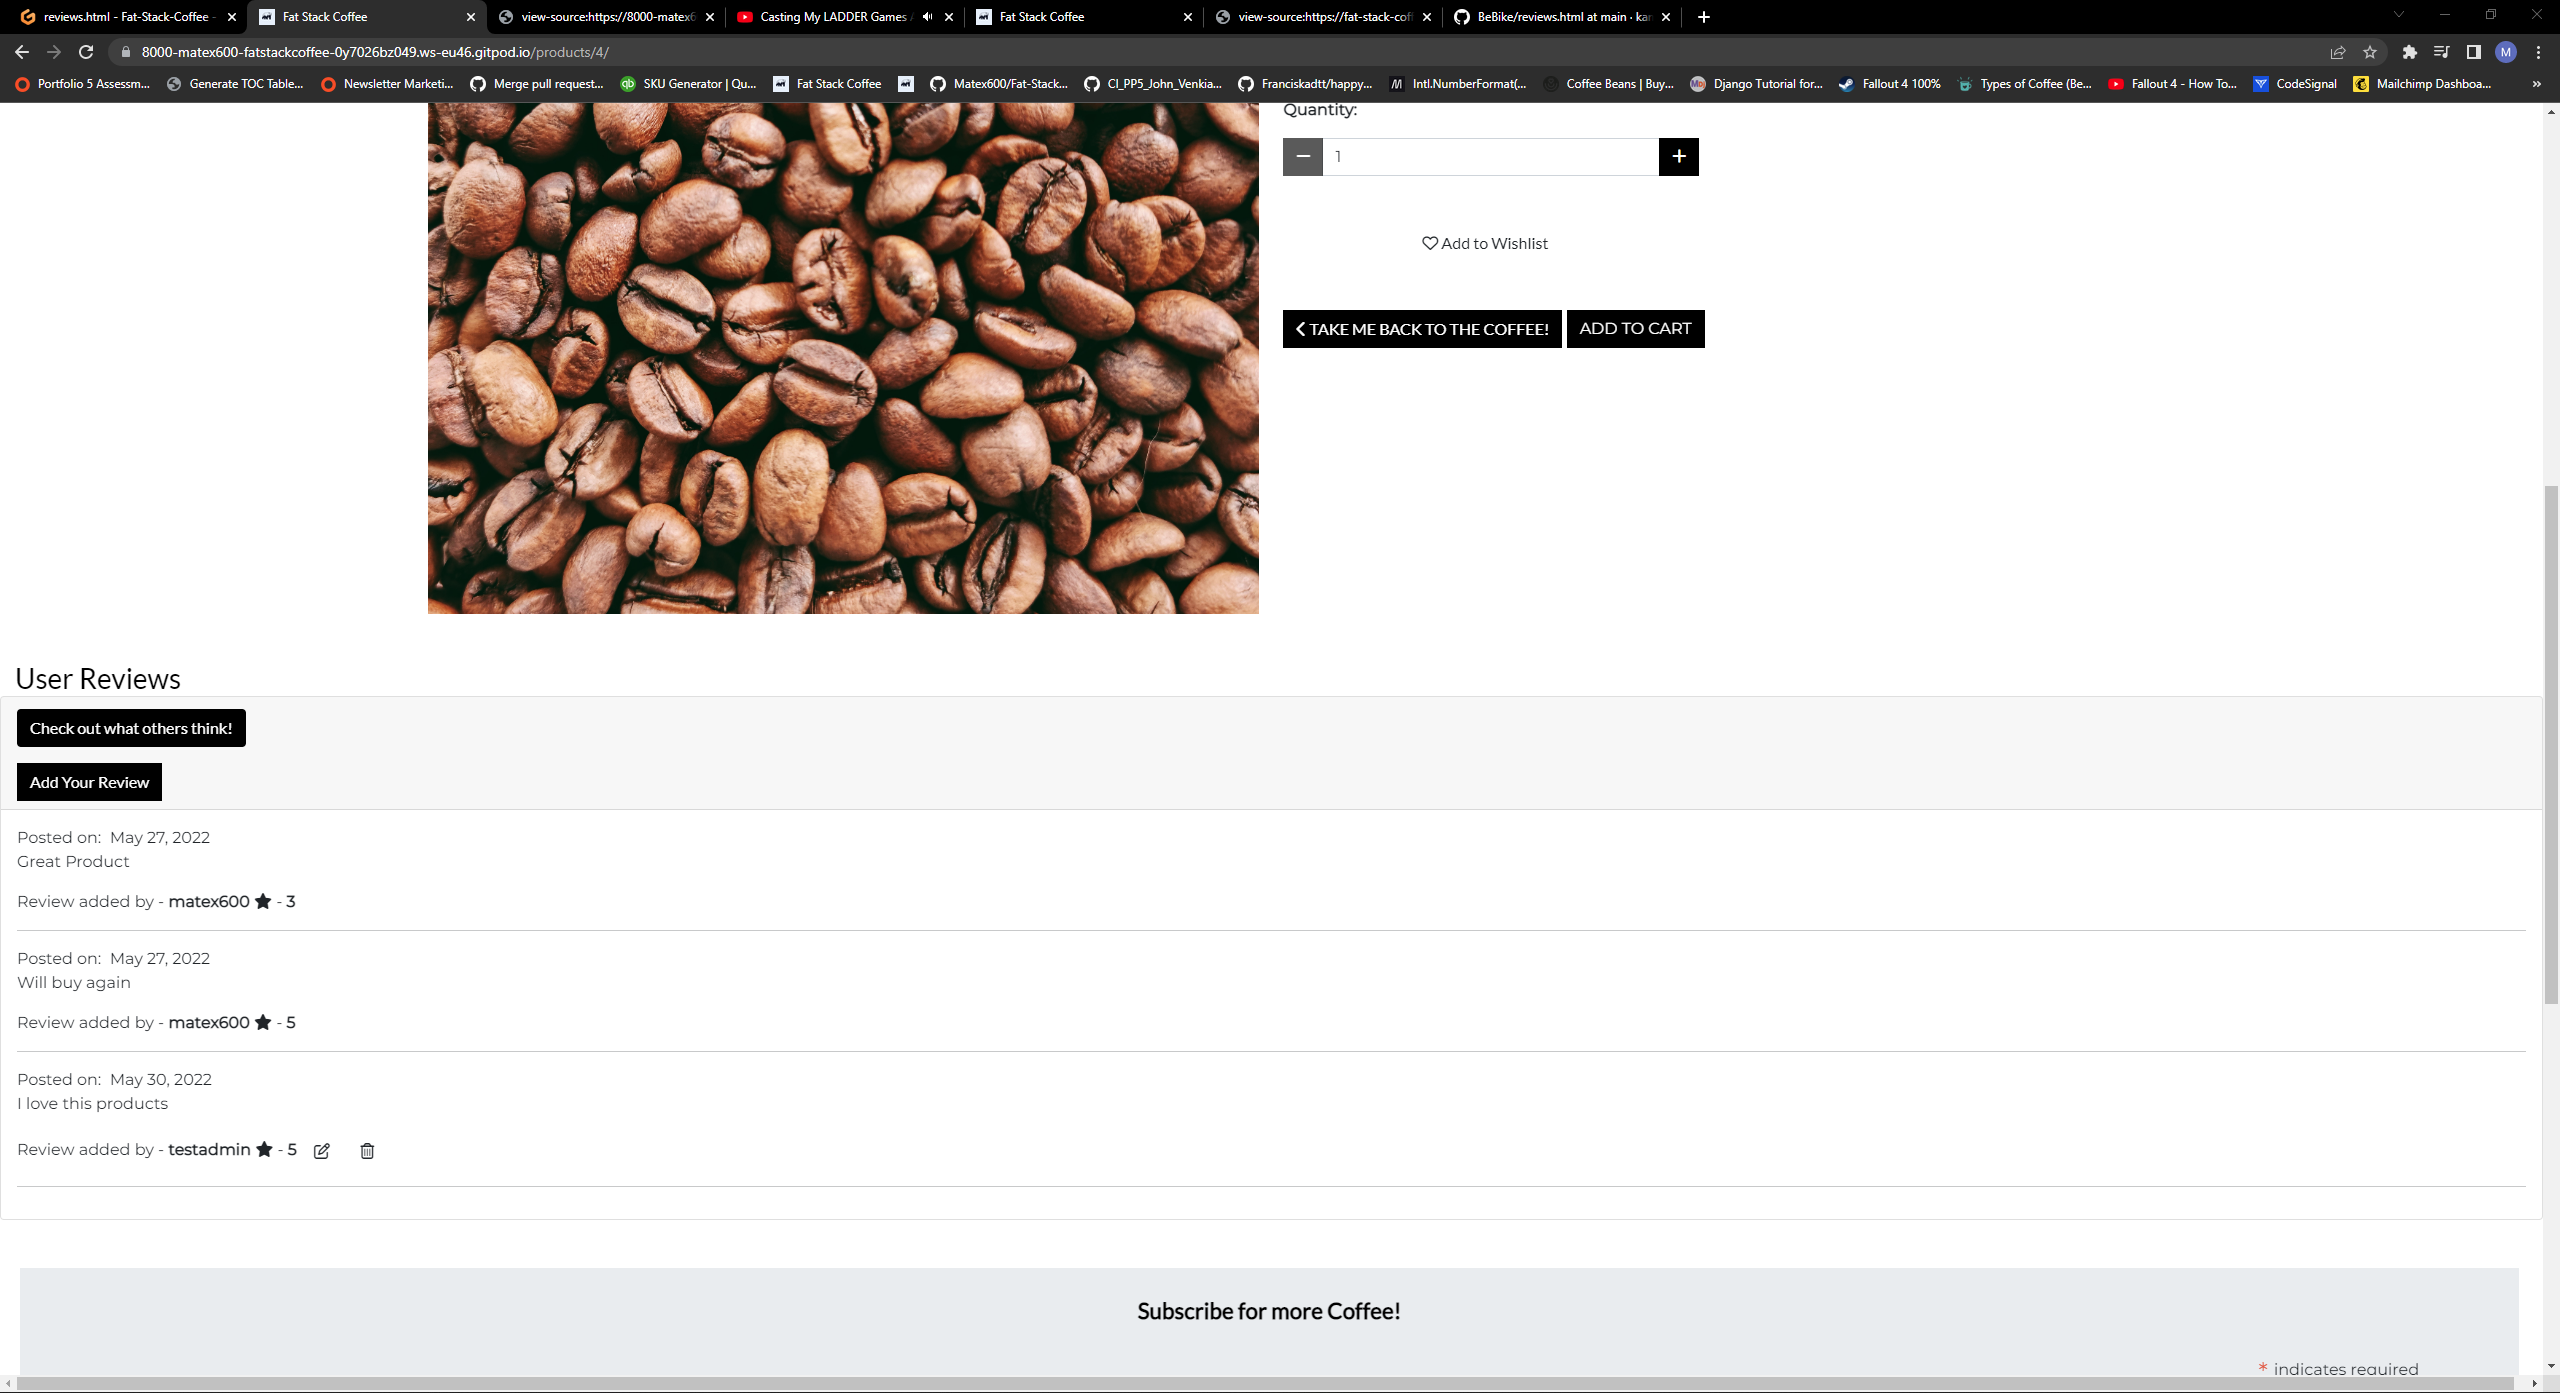 reviews.html - Fat-Stack-Coffee -
Fat Stack Coffee
view-source:https://8000-matex6
Casting My LADDER Games
Fat Stack Coffee
view-source:https://fat-stack-cof
BeBike/reviews.html at main · kar
8000-matex600-fatstackcoffee-0y7026bz049.ws-eu46.gitpod.io/products/4/
M
Portfolio 5 Assessm...
Generate TOC Table...
Newsletter Marketi...
Merge pull request...
qb
SKU Generator | Qu...
Fat Stack Coffee
Matex600/Fat-Stack...
CI_PP5_John_Venkia...
Franciskadtt/happy...
Intl.NumberFormat(...
Coffee Beans | Buy...
Django Tutorial for...
Fallout 4 100%
Types of Coffee (Be...
Fallout 4 - How To...
CodeSignal
Mailchimp Dashboa...
»
Quantity:
1
Add to Wishlist
TAKE ME BACK TO THE COFFEE!
ADD TO CART
User Reviews
Check out what others think!
Add Your Review
Posted on: May 27, 2022
Great Product
Review added by - matex600 ★ - 3
Posted on: May 27, 2022
Will buy again
Review added by - matex600 ★ - 5
Posted on: May 30, 2022
I love this products
Review added by - testadmin ★ - 5
Subscribe for more Coffee!
* indicates required